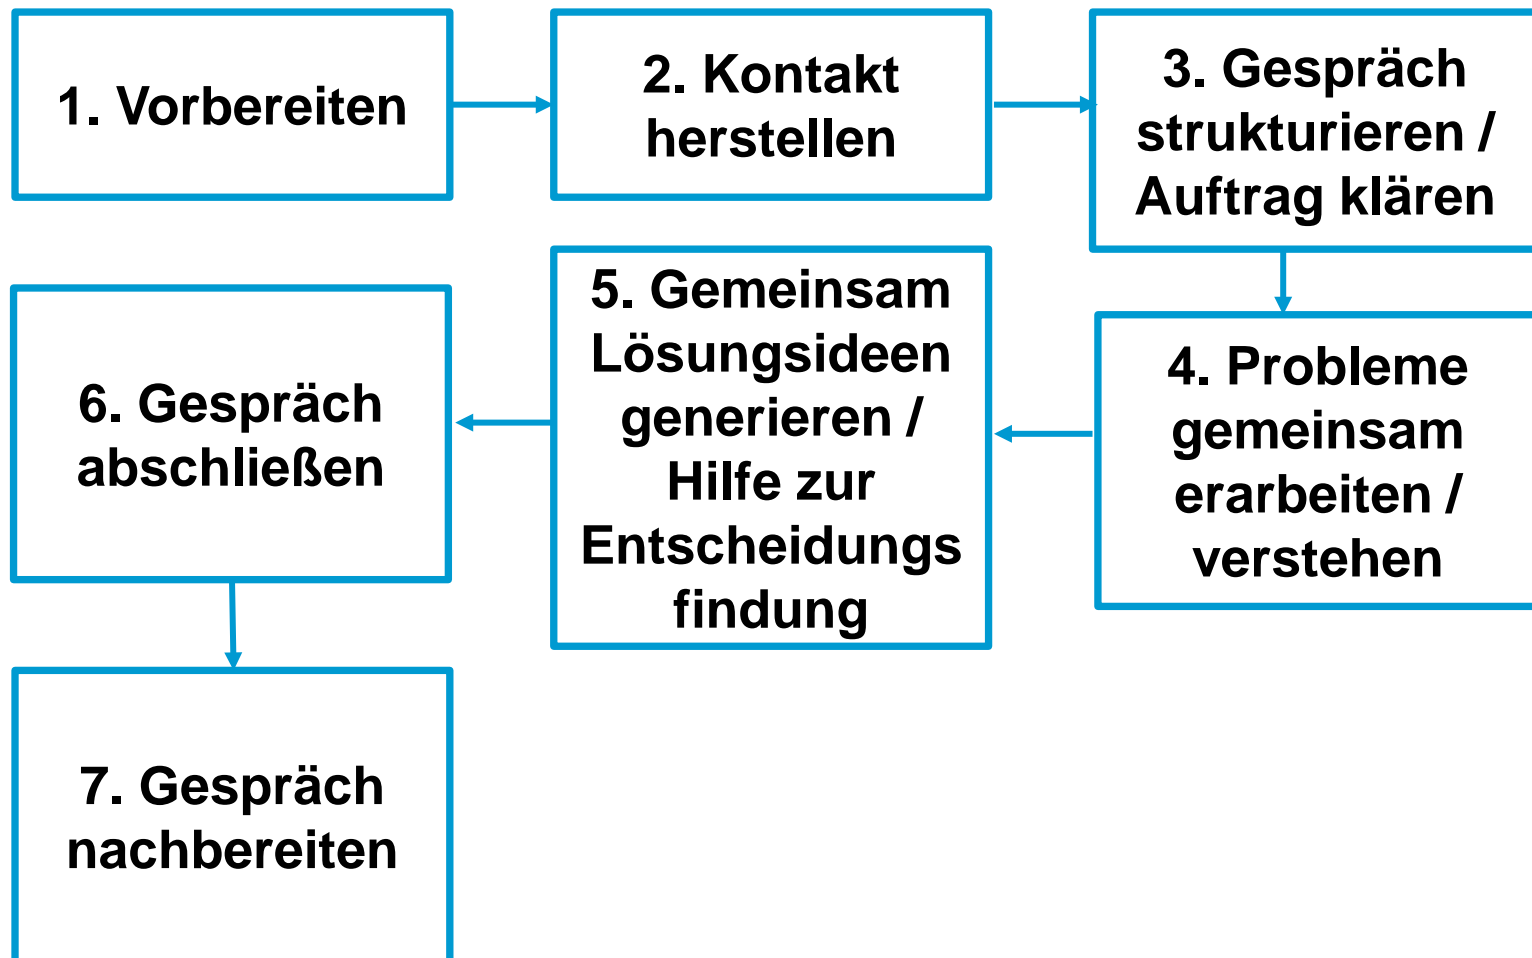 1. Vorbereiten
2. Kontakt
herstellen
3. Gespräch
strukturieren /
Auftrag klären
4. Probleme
gemeinsam
erarbeiten /
verstehen
5. Gemeinsam
Lösungsideen
generieren /
Hilfe zur
Entscheidungs
findung
6. Gespräch
abschließen
7. Gespräch
nachbereiten